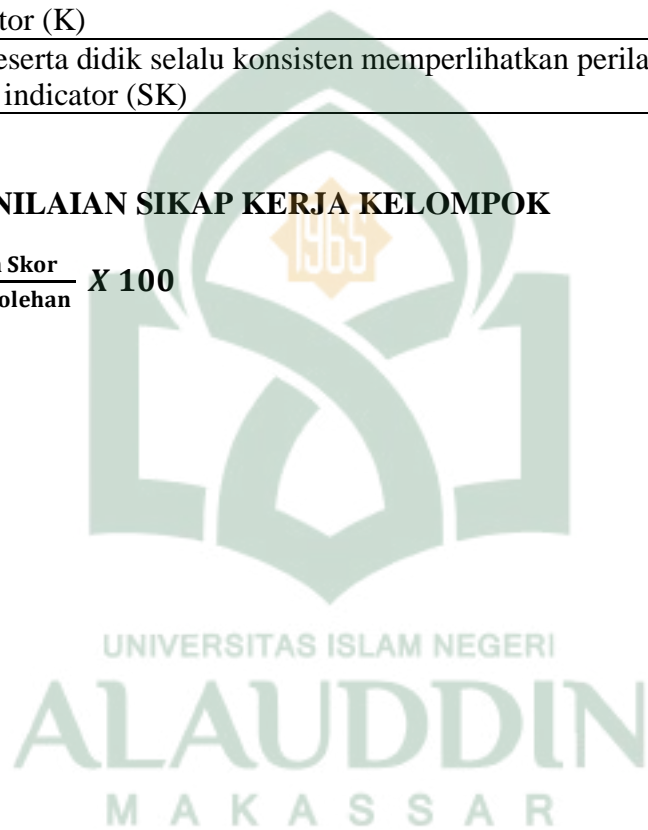 tor (K)
eserta didik selalu konsisten memperlihatkan perila
indicator (SK)
NILAIAN SIKAP KERJA KELOMPOK
Skor
olehan X 100
1965
UNIVERSITAS ISLAM NEGERI
ALAUDDIN
MAKASSAR